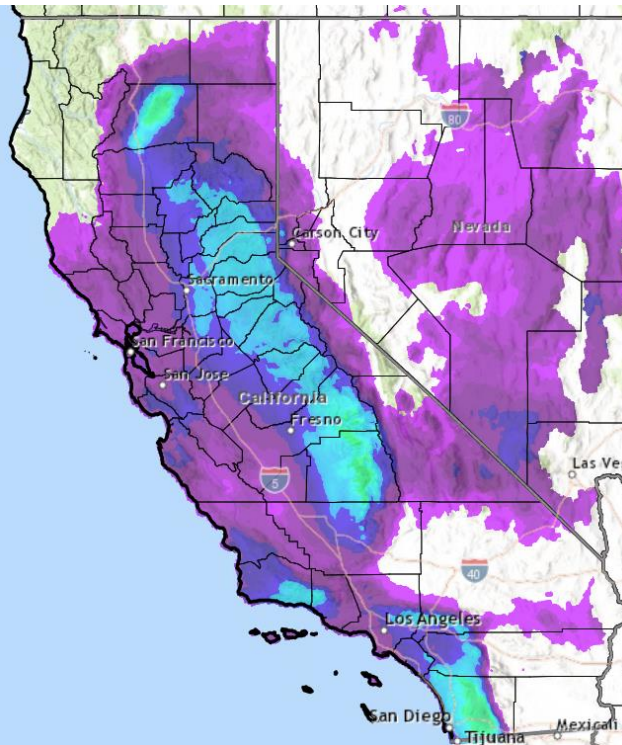 80
Nevada
Carson City
Sacramento
San Francisco
San Jose
California
Fresno
5
Las Ve
40
Los Angeles
San Diego
Mexicali
Tijuana